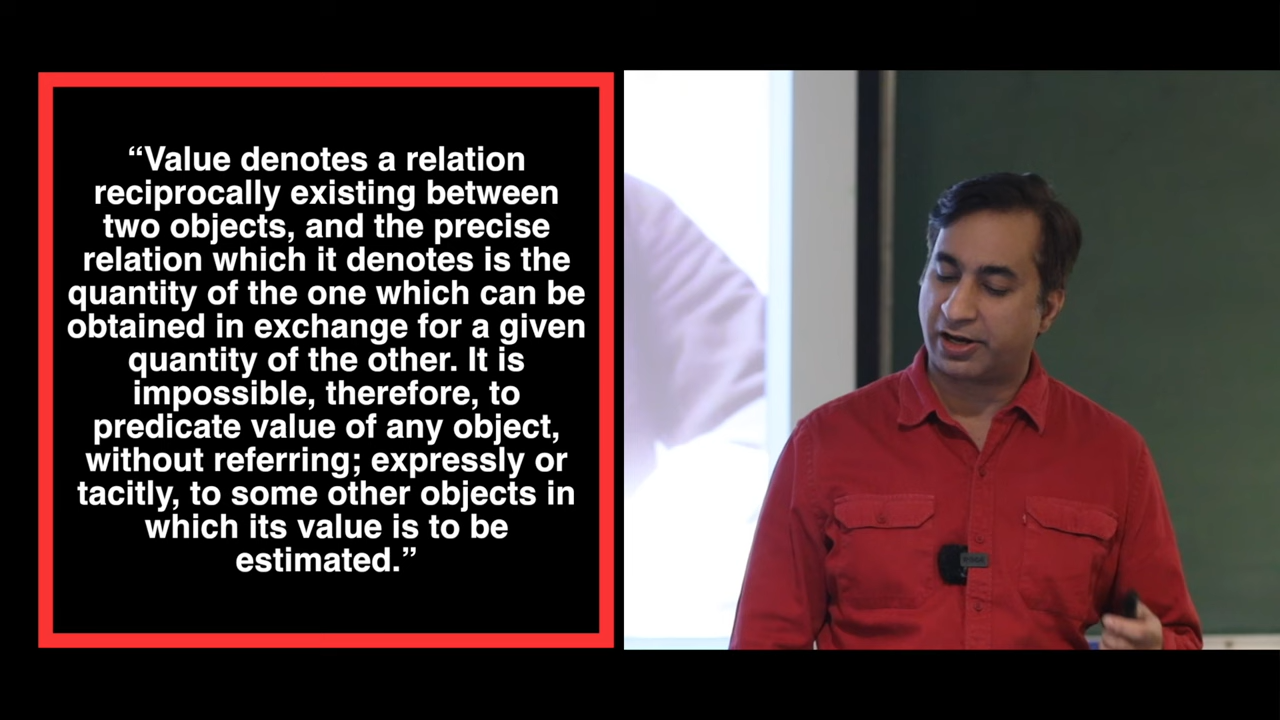 “Value denotes a relation
reciprocally existing between
two objects, and the precise
relation which it denotes is the
quantity of the one which can be
obtained in exchange for a given
quantity of the other. It is
impossible, therefore, to
predicate value of any object,
without referring; expressly or
tacitly, to some other objects in
which its value is to be
estimated.”